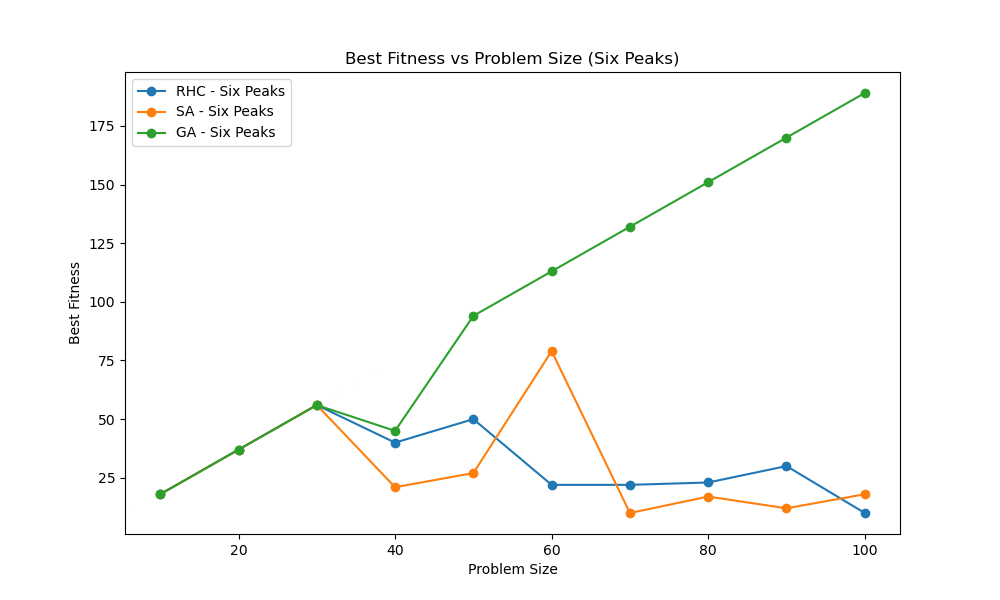 Best Fitness vs Problem Size (Six Peaks)
RHC - Six Peaks
SA - Six Peaks
GA - Six Peaks
175
150
125
100
75
50
25
Best Fitness
20 40 60 80 100
Problem Size